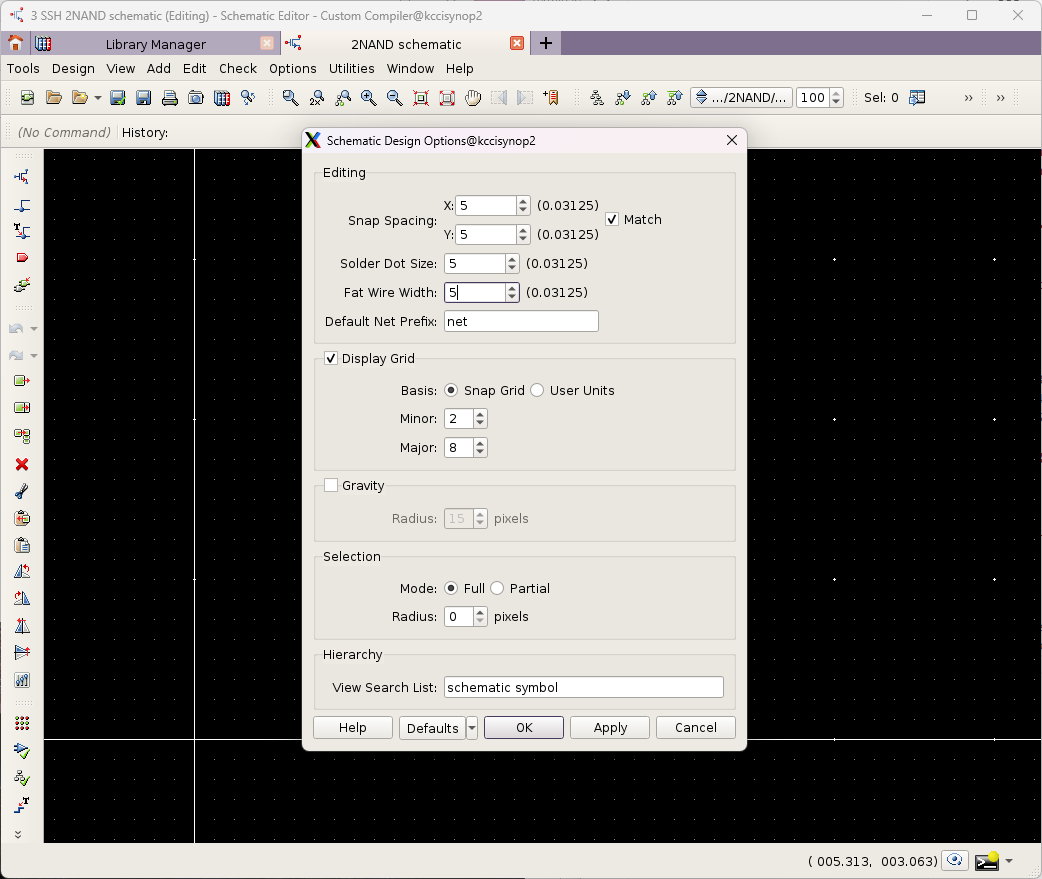 3 SSH 2NAND schematic (Editing) - Schematic Editor - Custom Compiler@kccisynop2
Library Manager
2NAND schematic
Tools Design View Add Edit Check Options Utilities Window Help
2X
.../2NAND/... 100 Sel: 0 » »
(No Command) History:
Schematic Design Options@kccisynop2
Editing
Snap Spacing:
X: 5 (0.03125)
Match
Y: 5 (0.03125)
Solder Dot Size: 5 (0.03125)
Fat Wire Width: 5 (0.03125)
Default Net Prefix: net
Display Grid
Basis: Snap Grid User Units
Minor: 2
Major: 8
Gravity
Radius: 15 pixels
Selection
Mode: Full Partial
Radius: 0 pixels
Hierarchy
View Search List: schematic symbol
Help Defaults OK Apply Cancel
( 005.313, 003.063)